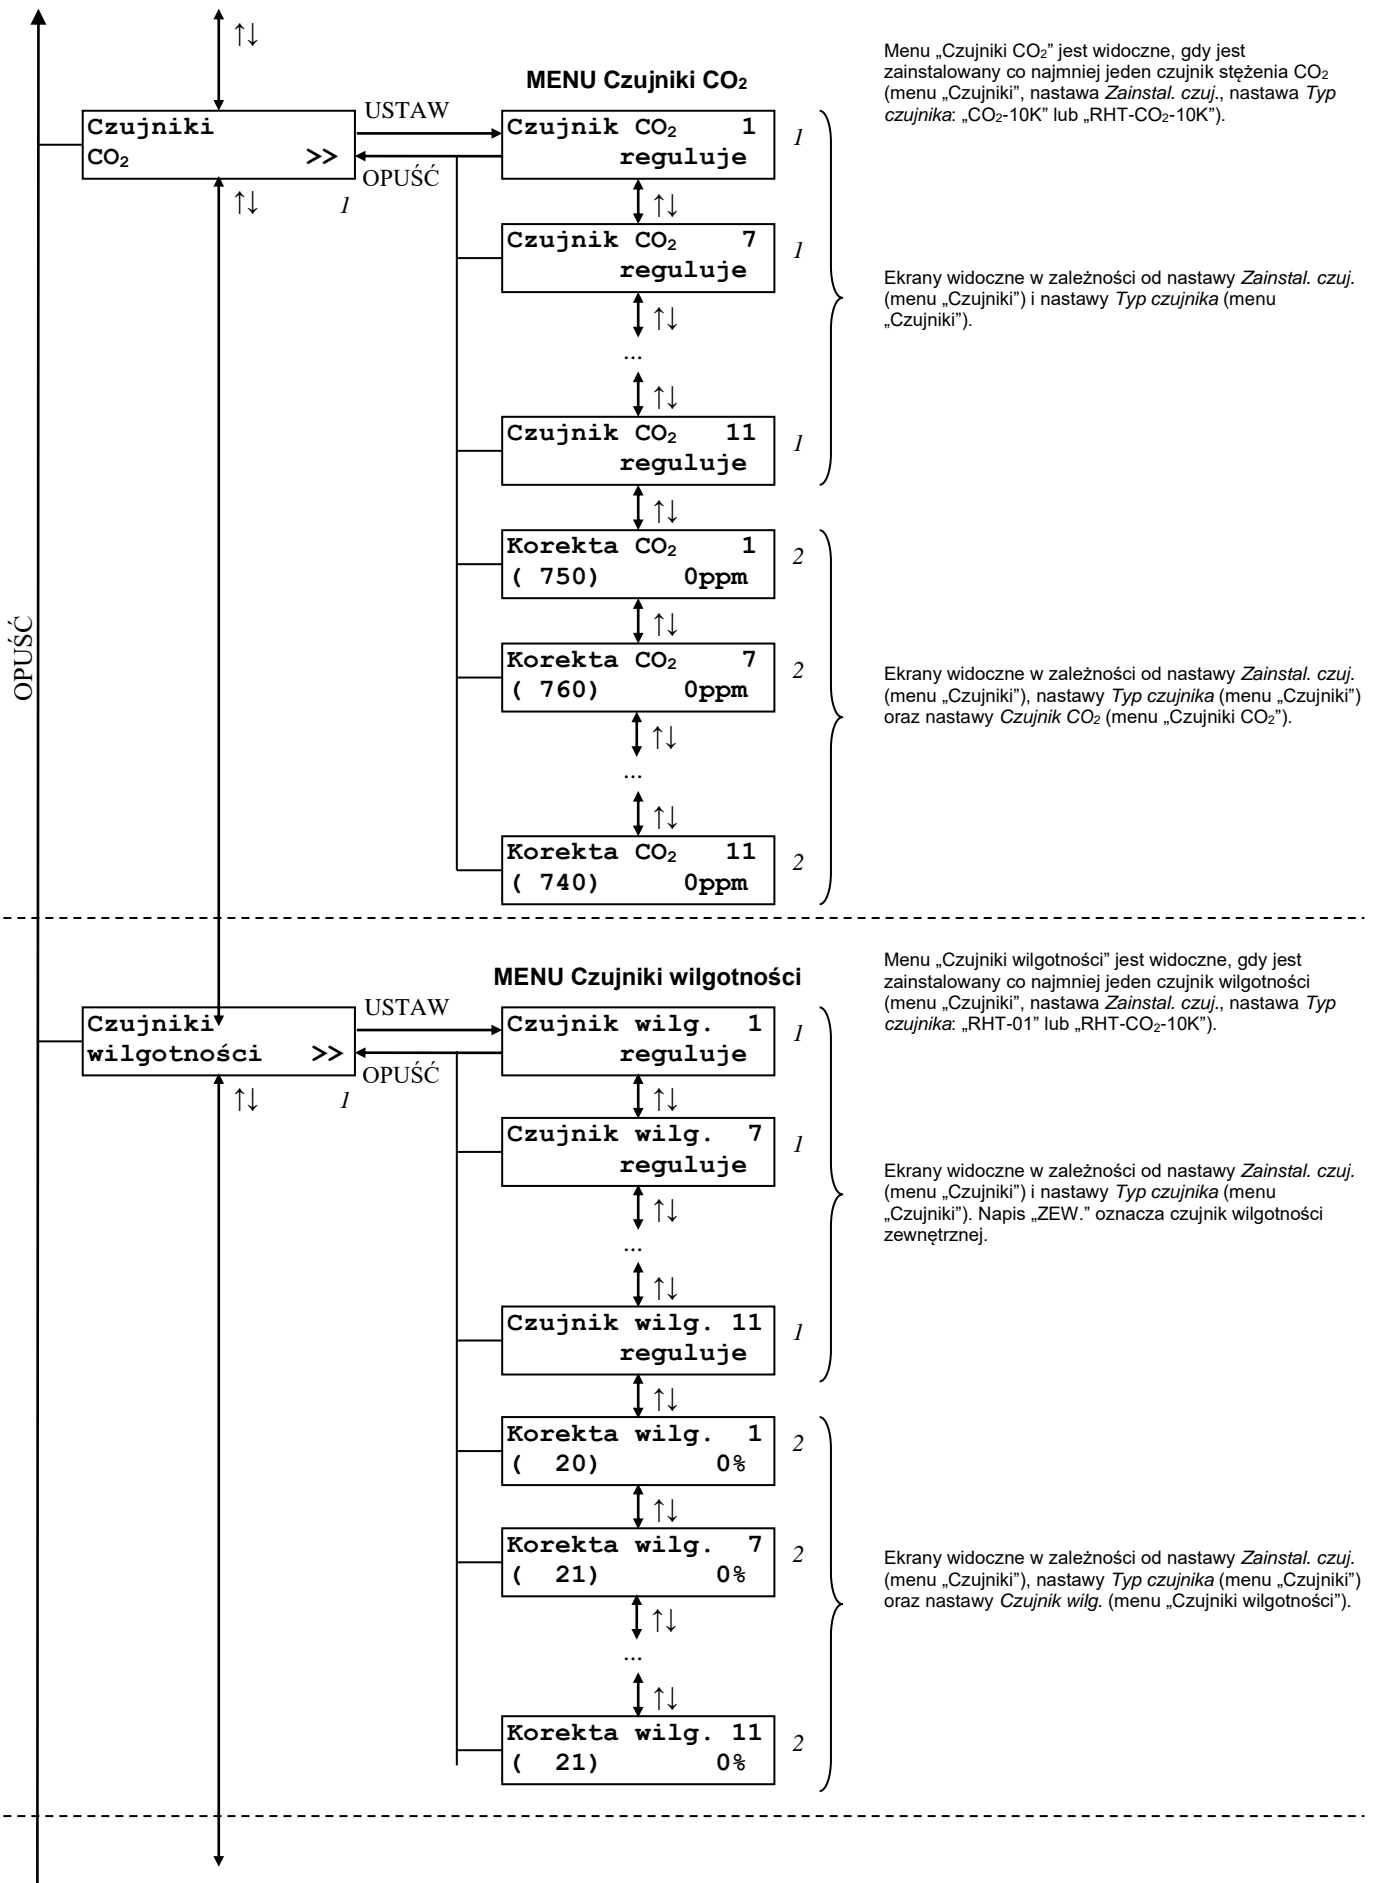 ↑↓
MENU Czujniki CO₂
Menu „Czujniki CO₂” jest widoczne, gdy jest
zainstalowany co najmniej jeden czujnik stężenia CO₂
(menu „Czujniki”, nastawa Zainstal. czuj., nastawa Typ
czujnika: „CO₂-10K” lub „RHT-CO₂-10K”).
Czujniki
CO₂ >>
1
↑↓
USTAW
OPUŚĆ
Czujnik CO₂ 1
reguluje
1
↑↓
Czujnik CO₂ 7
reguluje
1
↑↓
...
↑↓
Czujnik CO₂ 11
reguluje
1
Ekrany widoczne w zależności od nastawy Zainstal. czuj.
(menu „Czujniki”) i nastawy Typ czujnika (menu
„Czujniki”).
↑↓
Korekta CO₂ 1
( 750) 0ppm
2
↑↓
Korekta CO₂ 7
( 760) 0ppm
2
↑↓
...
↑↓
Korekta CO₂ 11
( 740) 0ppm
2
Ekrany widoczne w zależności od nastawy Zainstal. czuj.
(menu „Czujniki”), nastawy Typ czujnika (menu „Czujniki”)
oraz nastawy Czujnik CO₂ (menu „Czujniki CO₂”).
OPUŚĆ
MENU Czujniki wilgotności
Menu „Czujniki wilgotności” jest widoczne, gdy jest
zainstalowany co najmniej jeden czujnik wilgotności
(menu „Czujniki”, nastawa Zainstal. czuj., nastawa Typ
czujnika: „RHT-01” lub „RHT-CO₂-10K”).
Czujniki
wilgotności >>
1
↑↓
USTAW
OPUŚĆ
Czujnik wilg. 1
reguluje
1
↑↓
Czujnik wilg. 7
reguluje
1
↑↓
...
↑↓
Czujnik wilg. 11
reguluje
1
Ekrany widoczne w zależności od nastawy Zainstal. czuj.
(menu „Czujniki”) i nastawy Typ czujnika (menu
„Czujniki”). Napis „ZEW.” oznacza czujnik wilgotności
zewnętrznej.
↑↓
Korekta wilg. 1
( 20) 0%
2
↑↓
Korekta wilg. 7
( 21) 0%
2
↑↓
...
↑↓
Korekta wilg. 11
( 21) 0%
2
Ekrany widoczne w zależności od nastawy Zainstal. czuj.
(menu „Czujniki”), nastawy Typ czujnika (menu „Czujniki”)
oraz nastawy Czujnik wilg. (menu „Czujniki wilgotności”).